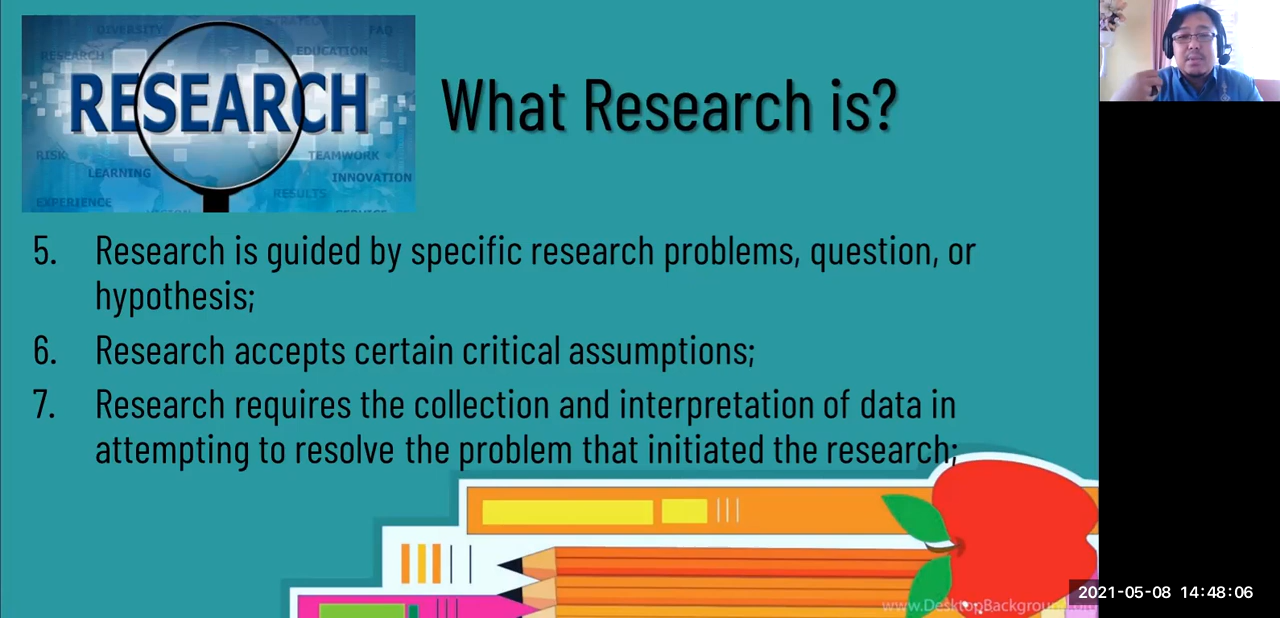 DIVERSITY
FAQ
RESEARCH
EDUCATION
RESEARCH
RISK
TEAMWORK
LEARNING
INNOVATION
RESULTS
EXPERIENCE
What Research is?
5. Research is guided by specific research problems, question, or
hypothesis;
6. Research accepts certain critical assumptions;
7. Research requires the collection and interpretation of data in
attempting to resolve the problem that initiated the research;
2021-05-08 14:48:06